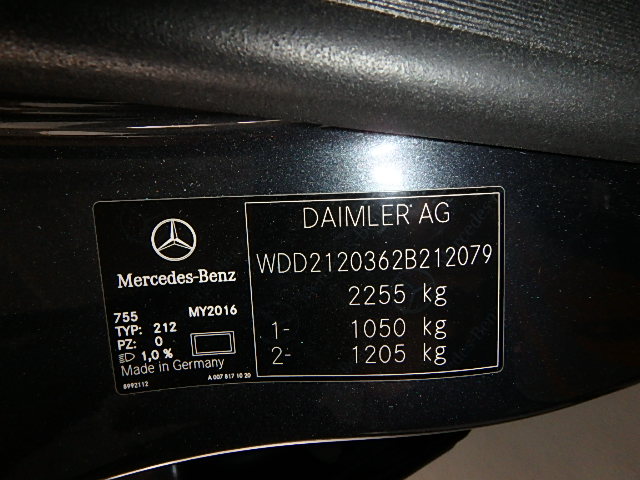 Mercedes-Benz
755 MY2016
TYP: 212
PZ: 0
1,0 %
Made in Germany
8992112 A 007 817 10 20
DAIMLER AG
WDD2120362B212079
2255 kg
1- 1050 kg
2- 1205 kg